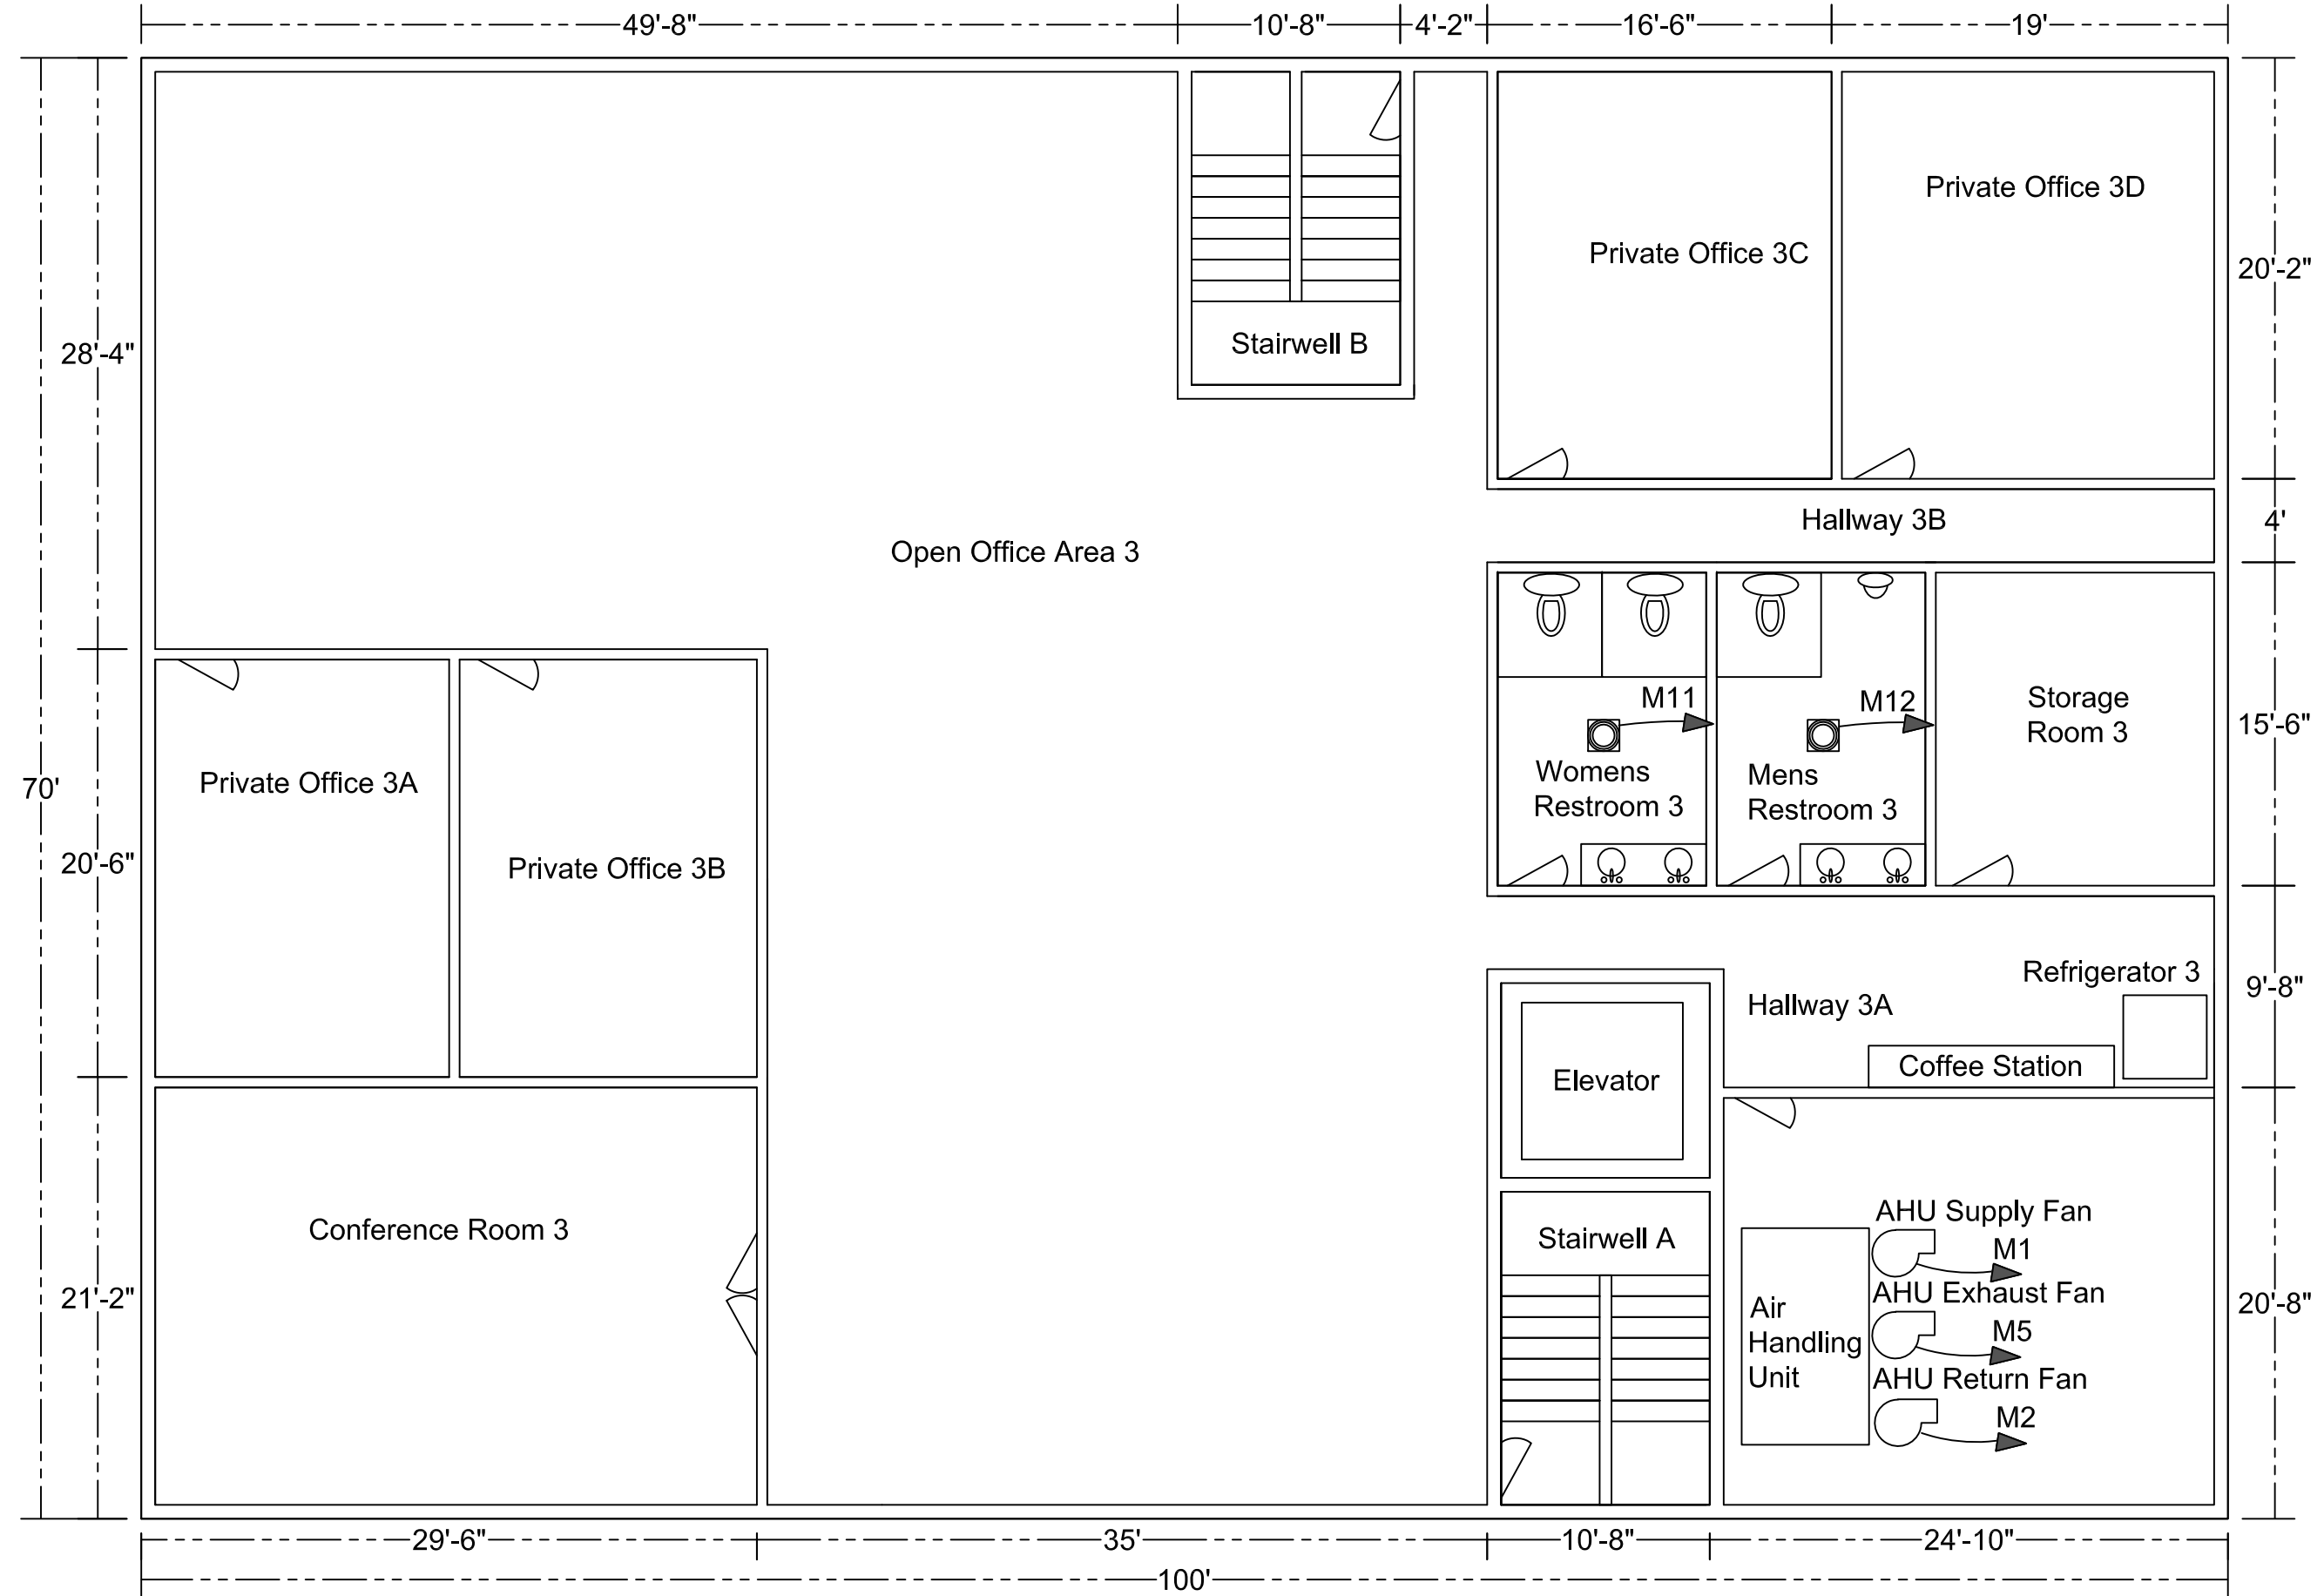 49'-8"
10'-8"
4'-2"
16'-6"
19'
Private Office 3D
Private Office 3C
20'-2"
Stairwell B
28'-4"
Hallway 3B
4'
Open Office Area 3
M11
M12
Storage
Room 3
15'-6"
Private Office 3A
70'
Womens
Restroom 3
Mens
Restroom 3
20'-6"
Private Office 3B
Refrigerator 3
9'-8"
Hallway 3A
Coffee Station
Elevator
Conference Room 3
Stairwell A
AHU Supply Fan
M1
21'-2"
Air
Handling
Unit
AHU Exhaust Fan
M5
20'-8"
AHU Return Fan
M2
29'-6"
35'
10'-8"
24'-10"
100'